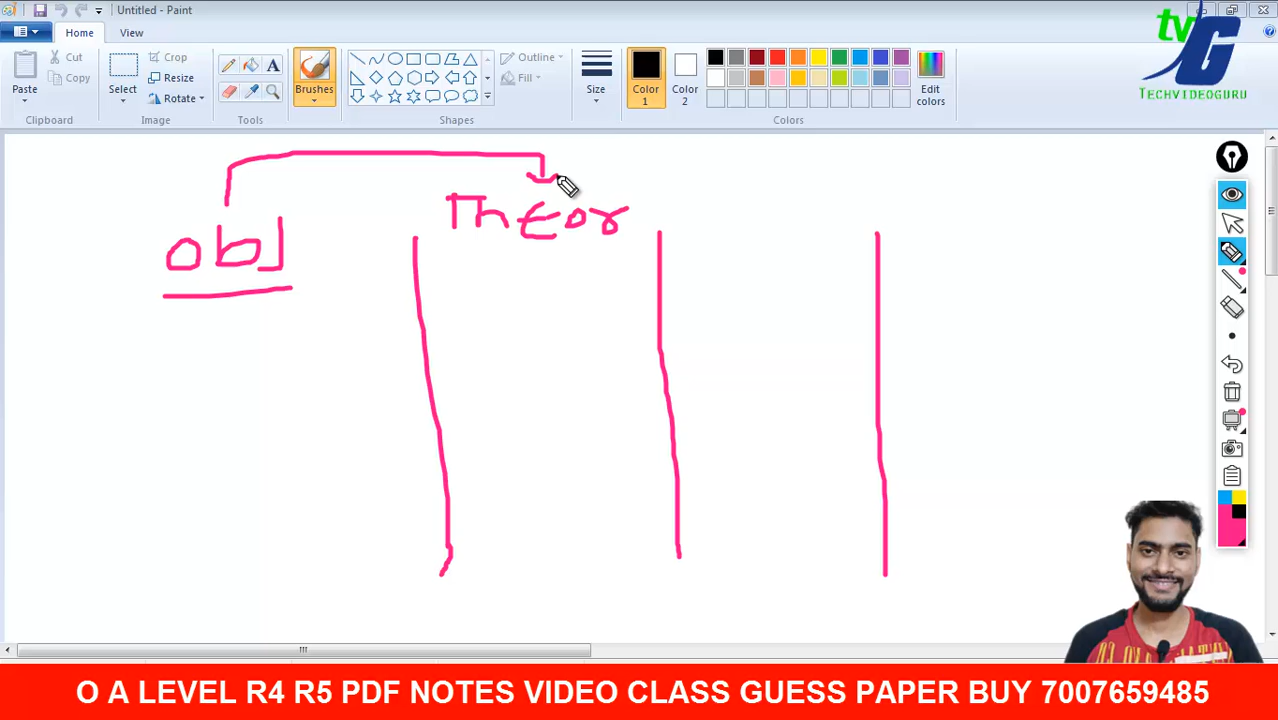 Untitled - Paint
Home
View
Cut
Copy
Paste
Crop
Resize
Rotate
Select
Brushes
Outline
Fill
Size
Color 1
Color 2
Edit colors
Clipboard
Image
Tools
Shapes
Colors
tv G
TECHVIDEOGURU
Theor
obj
O A LEVEL R4 R5 PDF NOTES VIDEO CLASS GUESS PAPER BUY 7007659485